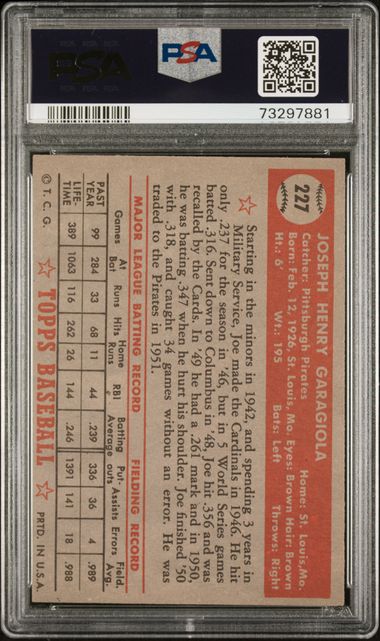 PSA
PSA
73297881
227
JOSEPH HENRY GARAGIOLA
Catcher: Pittsburgh Pirates Home: St. Louis, Mo.
Born: Feb. 12, 1926, St. Louis, Mo. Eyes: Brown Hair: Brown
Ht.: 6' Wt.: 195 Bats: Left Throws: Right
Starting in the minors in 1942, and spending 3 years in
Military Service, Joe made the Cardinals in 1946. He hit
only .237 for the season in '46, but in 5 World Series games
batted .316. Sent down to Columbus in '48, Joe hit .356 and was
recalled by the Cards. In '49 he had a .261 mark and in 1950,
he was batting .347 when he hurt his shoulder. Joe finished '50
with .318, and caught 34 games without an error. He was
traded to the Pirates in 1951.
MAJOR LEAGUE BATTING RECORD FIELDING RECORD
Games At Bat Runs Hits Home Runs RBI Batting Average Put-outs Assists Errors Field. Avg.
PAST YEAR 99 284 33 68 11 44 .239 336 36 4 .989
LIFE-TIME 389 1063 116 262 26 144 .246 1391 141 18 .988
© T. C. G. TOPPS BASEBALL PRTD. IN U.S.A.